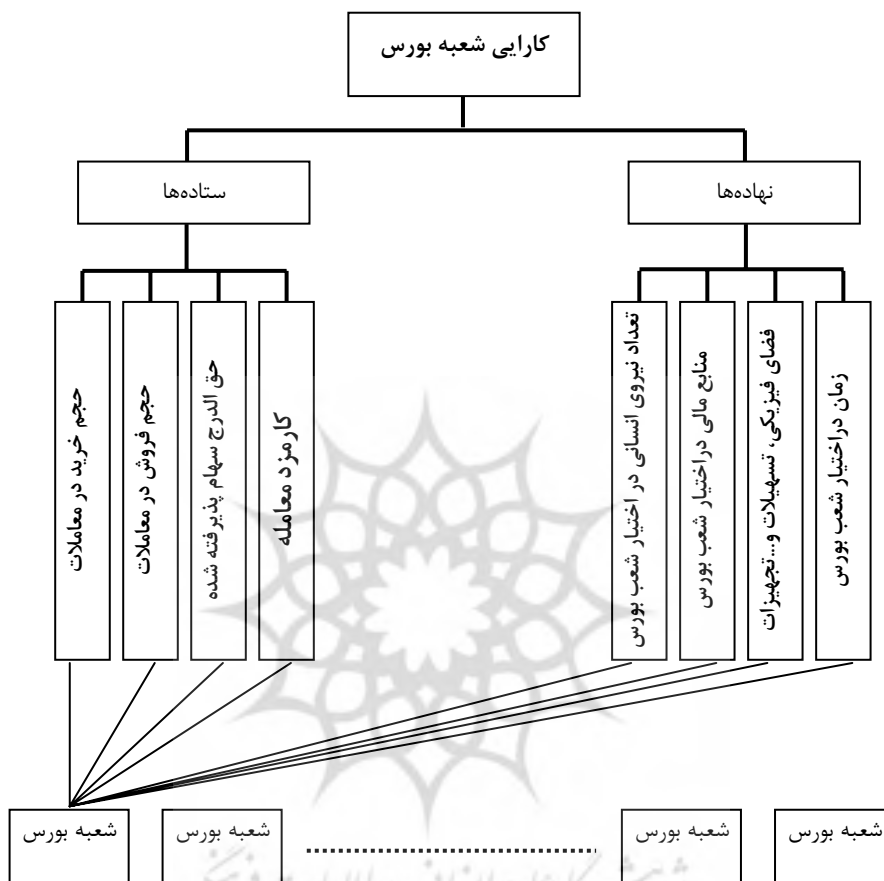 کارایی شعبه بورس
نهاده‌ها
ستاده‌ها
زمان دراختیار شعب بورس
فضای فیزیکی، تسهیلات و... تجهیزات
منابع مالی دراختیار شعب بورس
تعداد نیروی انسانی در اختیار شعب بورس
کارمزد معامله
حق الدرج سهام پذیرفته شده
حجم فروش در معاملات
حجم خرید در معاملات
شعبه بورس
شعبه بورس
شعبه بورس
شعبه بورس